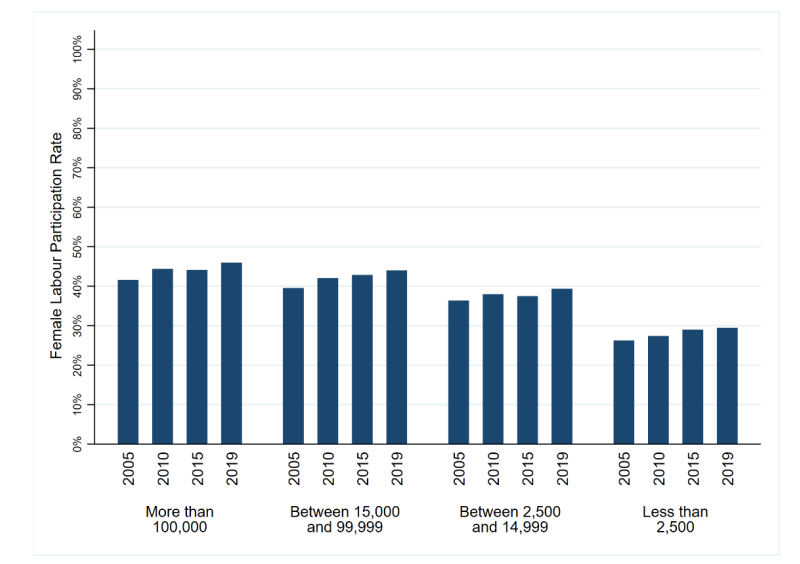 Female Labour Participation Rate
100%
90%
80%
70%
60%
50%
40%
30%
20%
10%
0%
2005 2010 2015 2019 2005 2010 2015 2019 2005 2010 2015 2019 2005 2010 2015 2019
More than
100,000
Between 15,000
and 99,999
Between 2,500
and 14,999
Less than
2,500